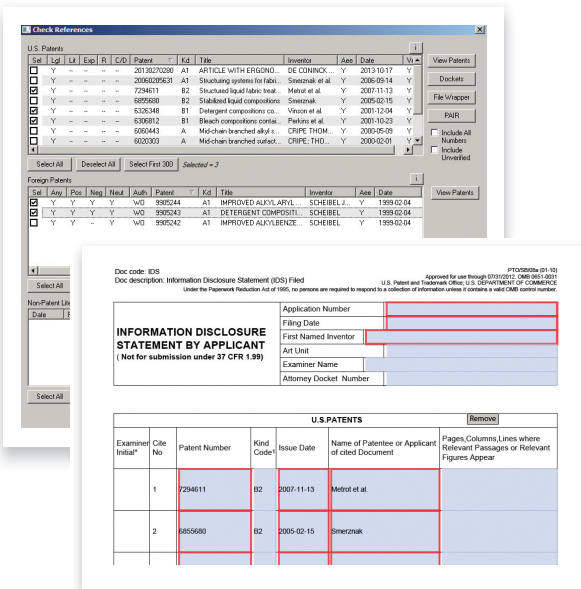 Check References
U.S. Patents
i
Sel Lgl Lit Exp R C/D Patent Kd Title Inventor Aee Date
Y -- -- -- -- 20130270280 A1 ARTICLE WITH ERGONO... DE CONINCK ... Y 2013-10-17 Y
Y -- -- -- -- 20060205631 A1 Structuring systems for fabri... Smerznak et al. Y 2006-09-14 Y
Y -- -- -- -- 7294611 B2 Structured liquid fabric treat... Metrot et al. Y 2007-11-13 Y
Y -- -- -- -- 6855680 B2 Stabilized liquid compositions Smerznak Y 2005-02-15 Y
Y -- -- -- -- 6326348 B1 Detergent compositions co... Vinson et al. Y 2001-12-04 Y
Y -- -- -- -- 6306812 B1 Bleach compositions contai... Perkins et al. Y 2001-10-23 Y
Y -- -- -- -- 6060443 A Mid-chain branched alkyl s... CRIPE THOM... Y 2000-05-09 Y
Y -- -- -- -- 6020303 A Mid-chain branched surfact... CRIPE; THO... Y 2000-02-01 Y
View Patents
Dockets
File Wrapper
PAIR
Include All
Numbers
Include
Unverified
Select All Deselect All Select First 300 Selected = 3
Foreign Patents
i
Sel Any Pos Neg Neut Auth Patent Kd Title Inventor Aee Date
Y Y Y Y WO 9905244 A1 IMPROVED ALKYL ARYL ... SCHEIBEL J... Y 1999-02-04
Y Y Y Y WO 9905243 A1 DETERGENT COMPOSITI... SCHEIBEL Y 1999-02-04
Y Y -- Y WO 9905242 A1 IMPROVED ALKYLBENZE... SCHEIBEL Y 1999-02-04
View Patents
Select All
Non-Patent Lite
Date
Select All
Doc code: IDS
Doc description: Information Disclosure Statement (IDS) Filed
PTO/SB/08a (01-10)
Approved for use through 07/31/2012. OMB 0651-0031
U.S. Patent and Trademark Office; U.S. DEPARTMENT OF COMMERCE
Under the Paperwork Reduction Act of 1995, no persons are required to respond to a collection of information unless it contains a valid OMB control number.
INFORMATION DISCLOSURE
STATEMENT BY APPLICANT
( Not for submission under 37 CFR 1.99)
Application Number
Filing Date
First Named Inventor
Art Unit
Examiner Name
Attorney Docket Number
U.S.PATENTS
Remove
Examiner Initial* Cite No Patent Number Kind Code1 Issue Date Name of Patentee or Applicant of cited Document Pages,Columns,Lines where Relevant Passages or Relevant Figures Appear
1 7294611 B2 2007-11-13 Metrot et al.
2 6855680 B2 2005-02-15 Smerznak